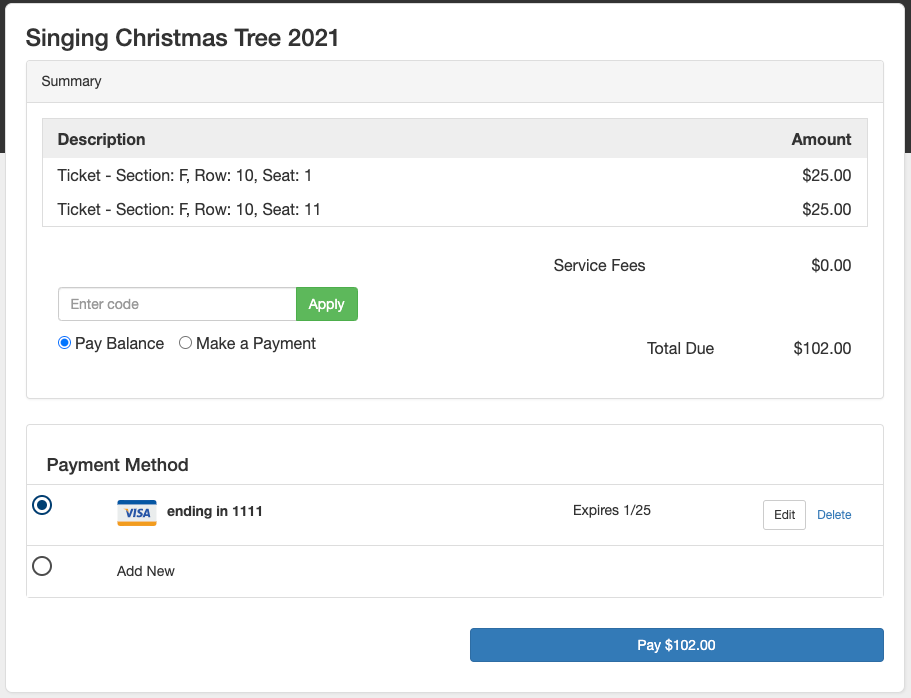 Singing Christmas Tree 2021
Summary
Description Amount
Ticket - Section: F, Row: 10, Seat: 1 $25.00
Ticket - Section: F, Row: 10, Seat: 11 $25.00
Service Fees $0.00
Enter code Apply
Pay Balance Make a Payment
Total Due $102.00
Payment Method
VISA ending in 1111 Expires 1/25 Edit Delete
Add New
Pay $102.00